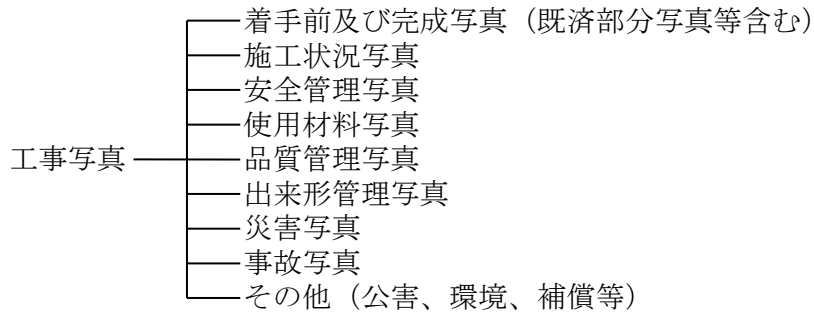 着手前及び完成写真（既済部分写真等含む）
施工状況写真
安全管理写真
使用材料写真
工事写真
品質管理写真
出来形管理写真
災害写真
事故写真
その他（公害、環境、補償等）